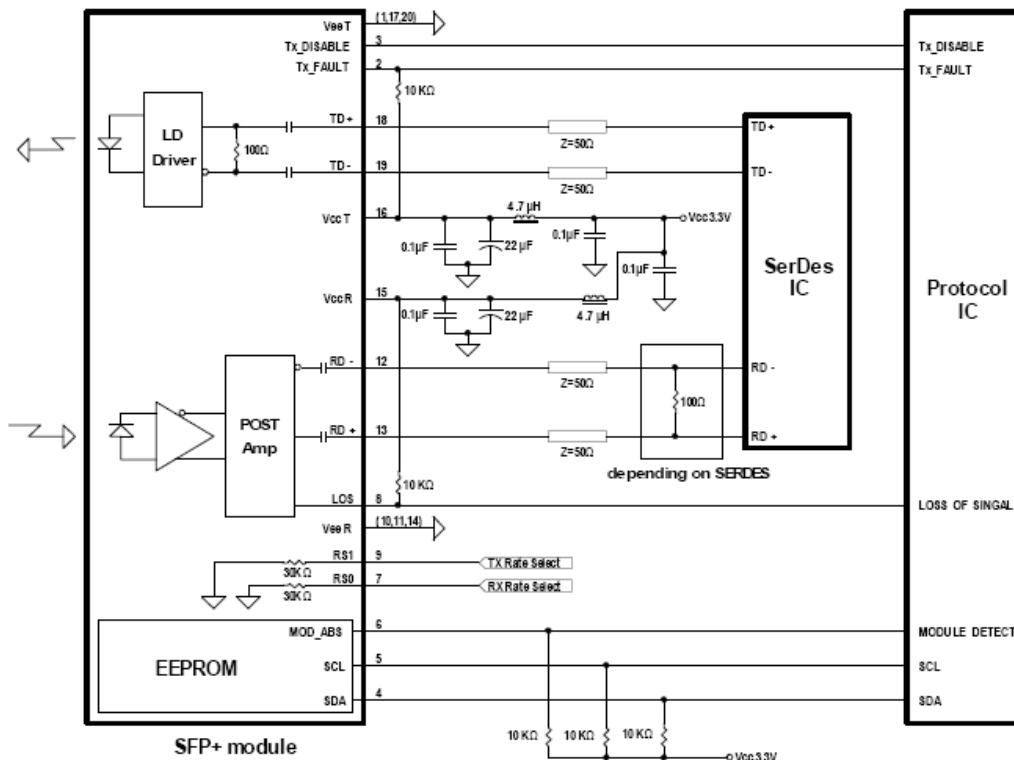 VeeT (1,17,20)
Tx_DISABLE 3 Tx_DISABLE
Tx_FAULT 2 Tx_FAULT
10 KΩ
LD Driver
100Ω
TD+ 18 Z=50Ω TD+
TD- 19 Z=50Ω TD-
VccT 16 4.7 µH Vcc3.3V
0.1µF 22 µF 0.1µF
0.1µF
SerDes IC
Protocol IC
VccR 15
0.1µF 22 µF 4.7 µH
RD - 12 Z=50Ω RD -
100Ω
POST Amp
RD + 13 Z=50Ω RD +
depending on SERDES
10 KΩ
LOS 8 LOSS OF SINGAL
VeeR (10,11,14)
RS1 9 TX Rate Select
30KΩ
RS0 7 RX Rate Select
30KΩ
MOD_ABS 6 MODULE DETECT
EEPROM
SCL 5 SCL
SDA 4 SDA
10 KΩ 10 KΩ 10 KΩ
Vcc3.3V
SFP+ module